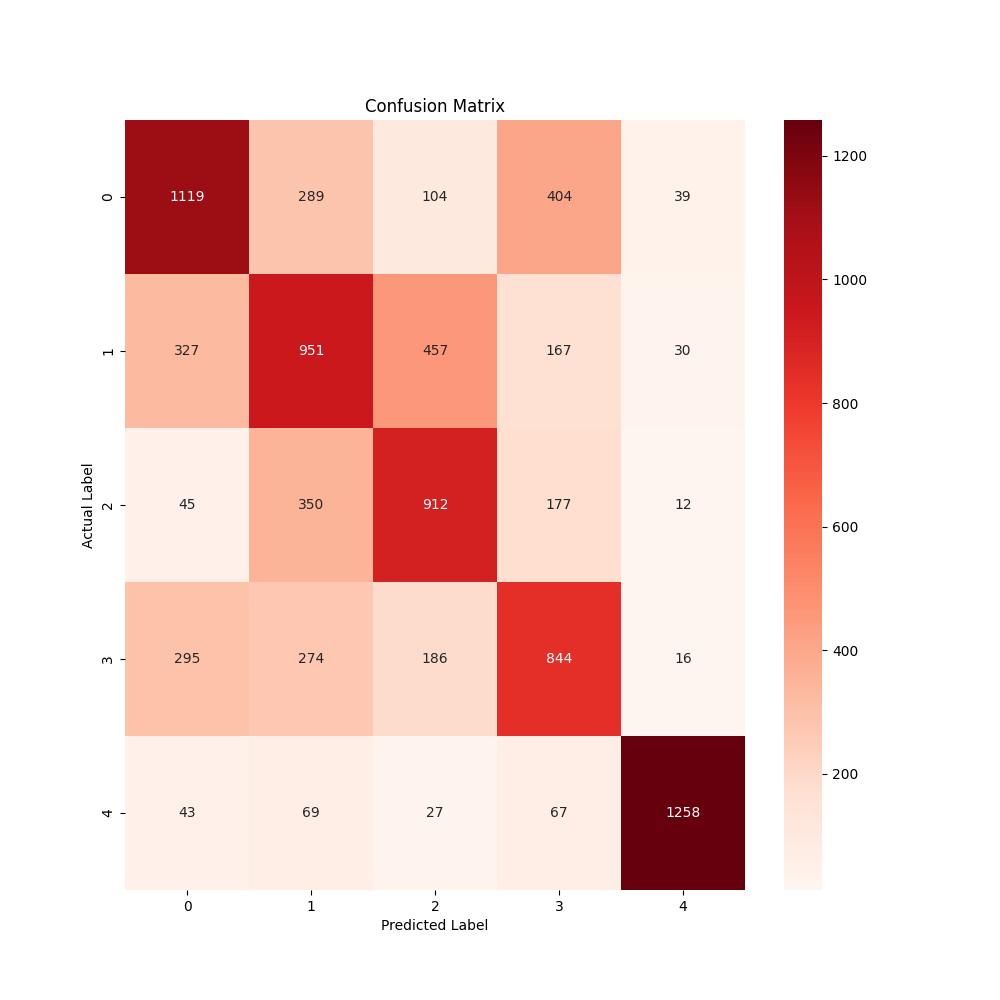 Confusion Matrix
0 1119 289 104 404 39
1 327 951 457 167 30
2 45 350 912 177 12
3 295 274 186 844 16
4 43 69 27 67 1258
0 1 2 3 4
Predicted Label
Actual Label
1200
1000
800
600
400
200